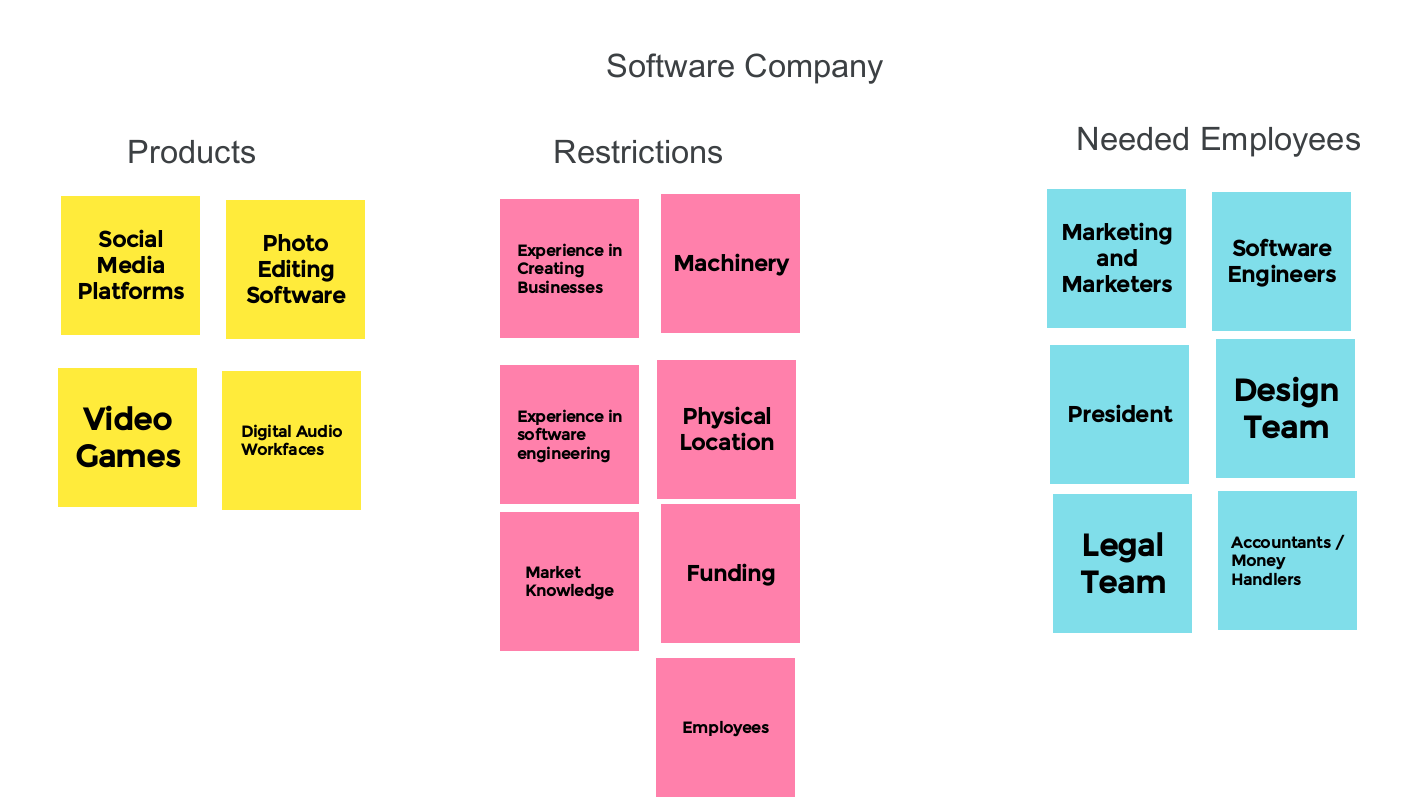 Software Company
Products
Social
Media
Platforms
Photo
Editing
Software
Video
Games
Digital Audio
Workfaces
Restrictions
Experience in
Creating
Businesses
Machinery
Experience in
software
engineering
Physical
Location
Market
Knowledge
Funding
Employees
Needed Employees
Marketing
and
Marketers
Software
Engineers
President
Design
Team
Legal
Team
Accountants /
Money
Handlers